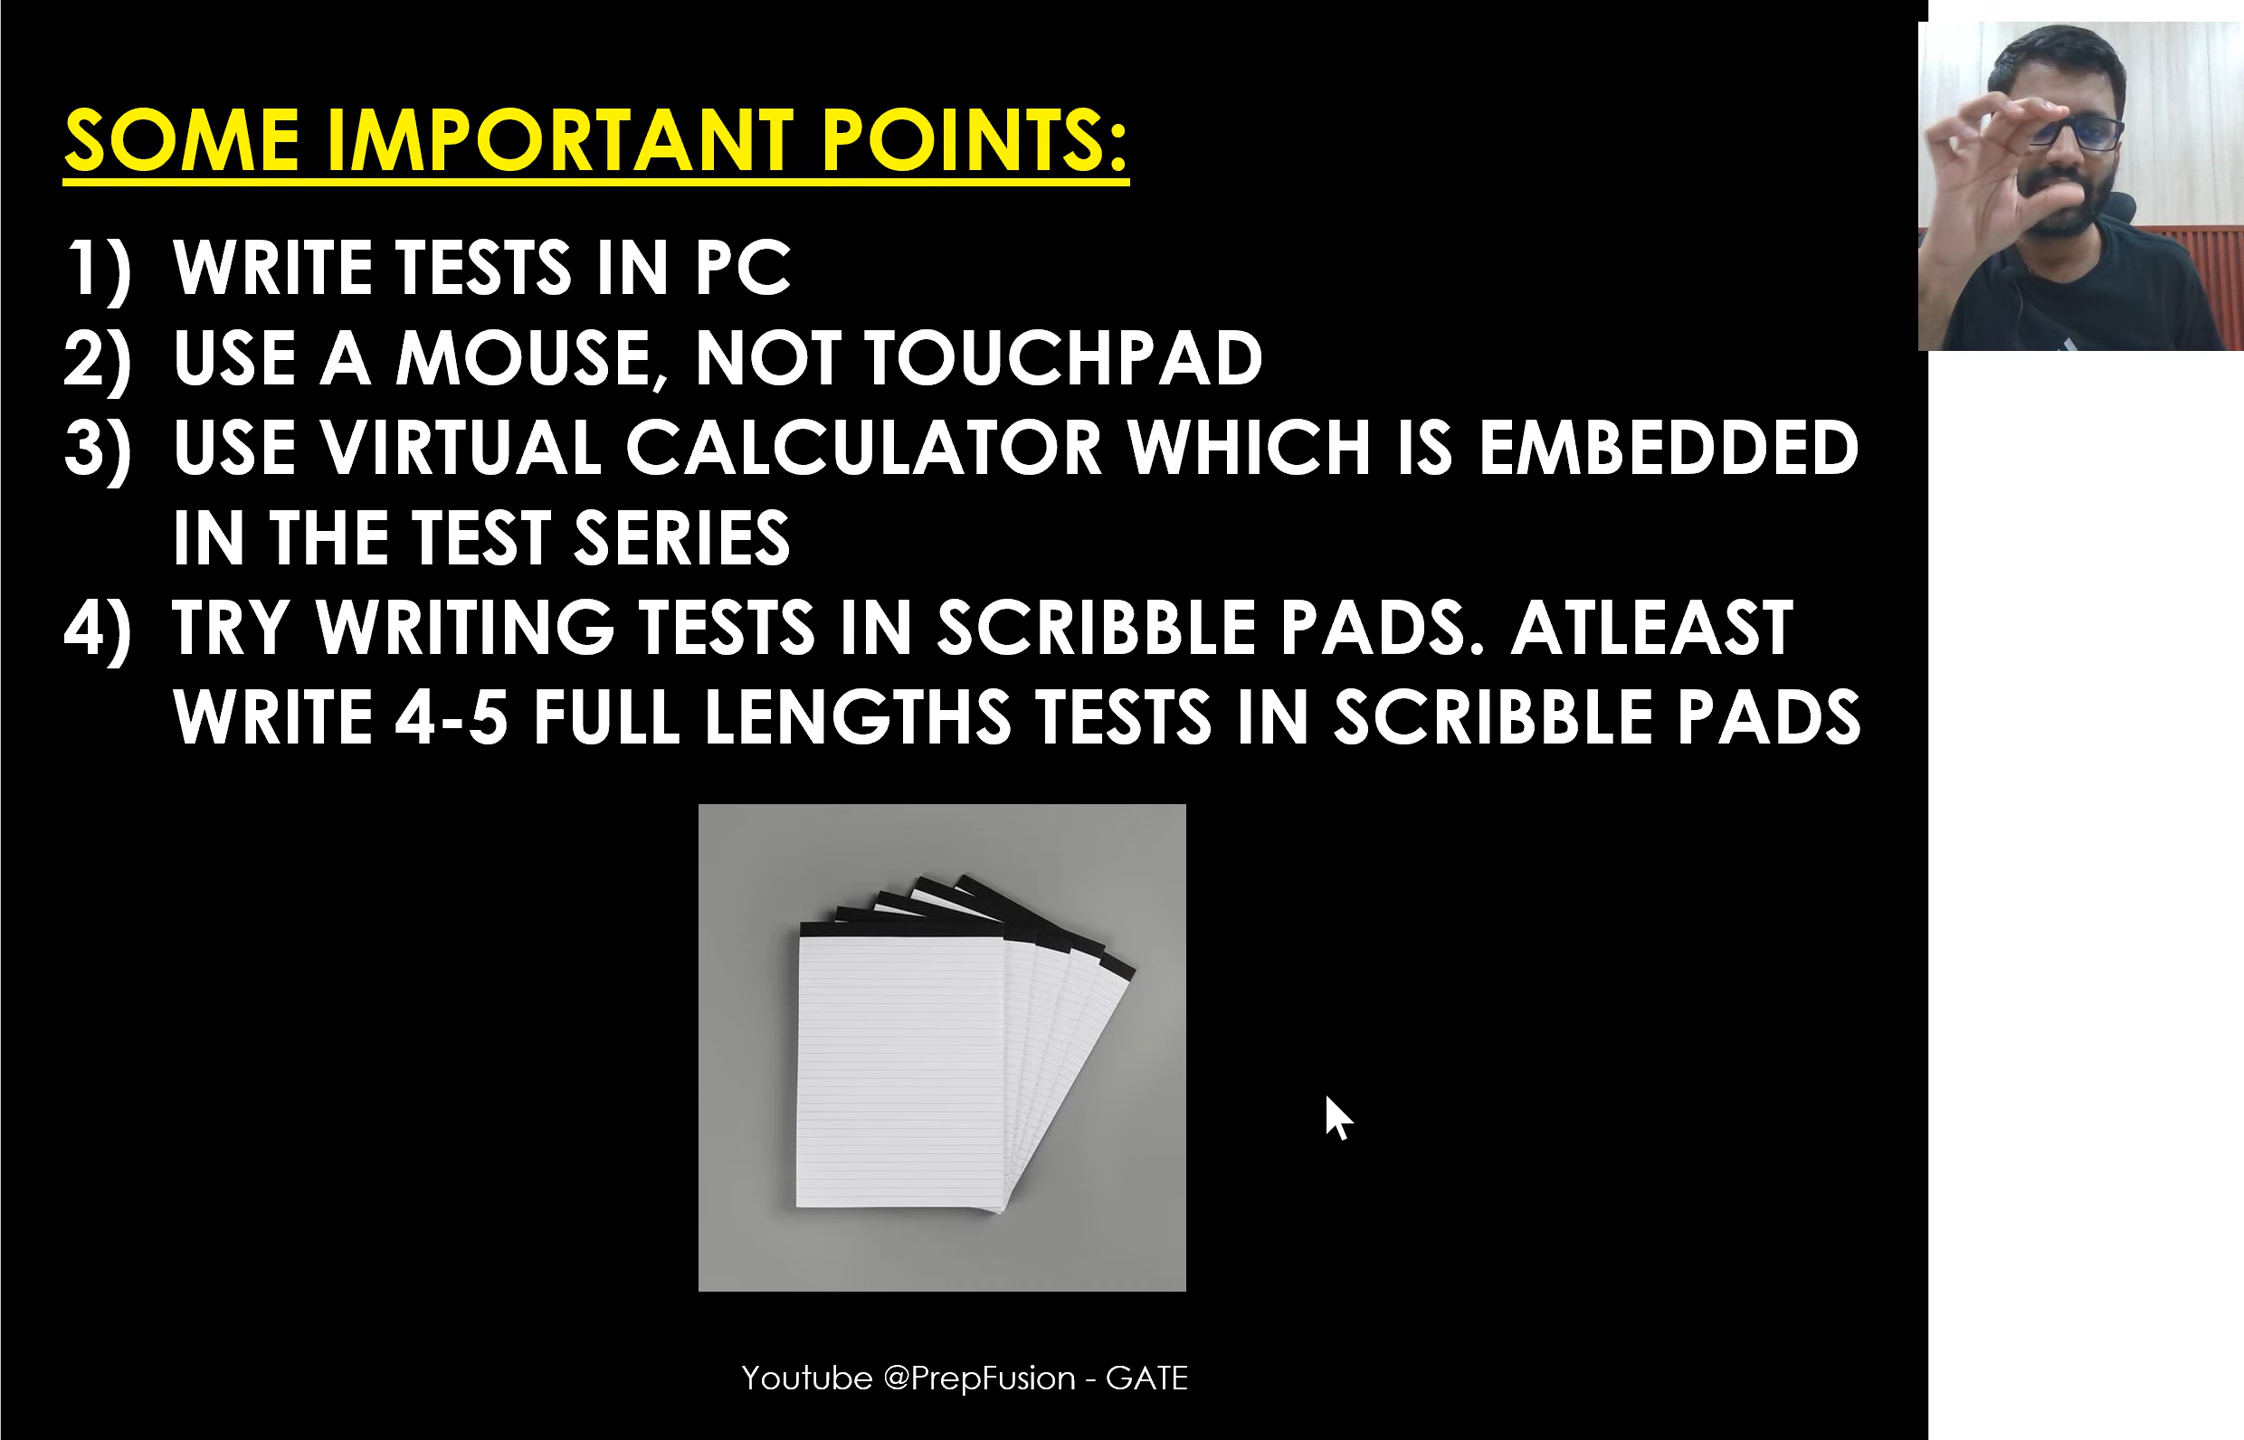 SOME IMPORTANT POINTS:
1) WRITE TESTS IN PC
2) USE A MOUSE, NOT TOUCHPAD
3) USE VIRTUAL CALCULATOR WHICH IS EMBEDDED
IN THE TEST SERIES
4) TRY WRITING TESTS IN SCRIBBLE PADS. ATLEAST
WRITE 4-5 FULL LENGTHS TESTS IN SCRIBBLE PADS
Youtube @PrepFusion - GATE